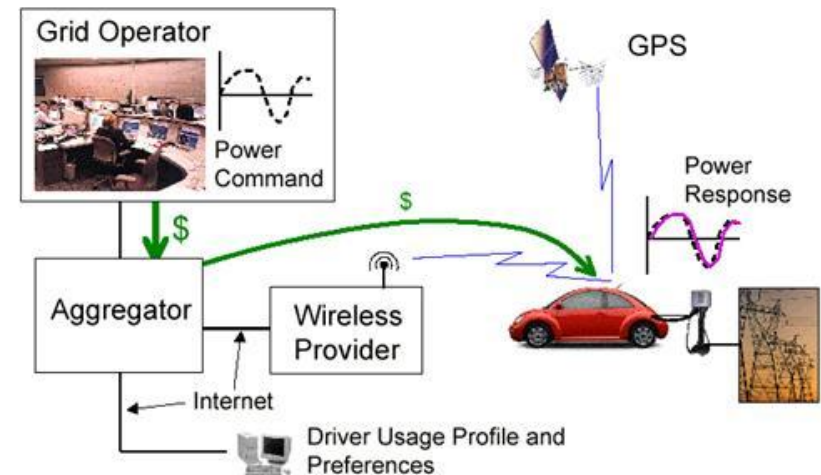 Grid Operator
Power
Command
GPS
Power
Response
$
$
Aggregator
Wireless
Provider
Internet
Driver Usage Profile and
Preferences